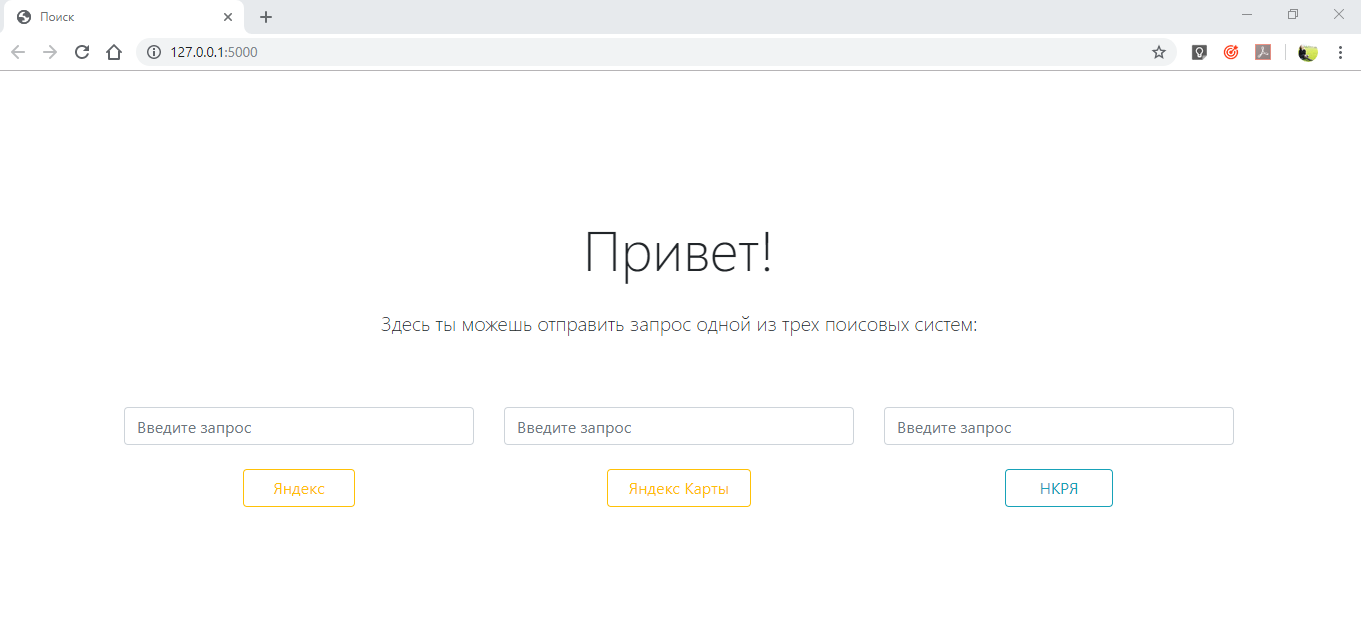 Поиск
127.0.0.1:5000
Привет!
Здесь ты можешь отправить запрос одной из трех поисовых систем:
Введите запрос Введите запрос Введите запрос
Яндекс Яндекс Карты НКРЯ